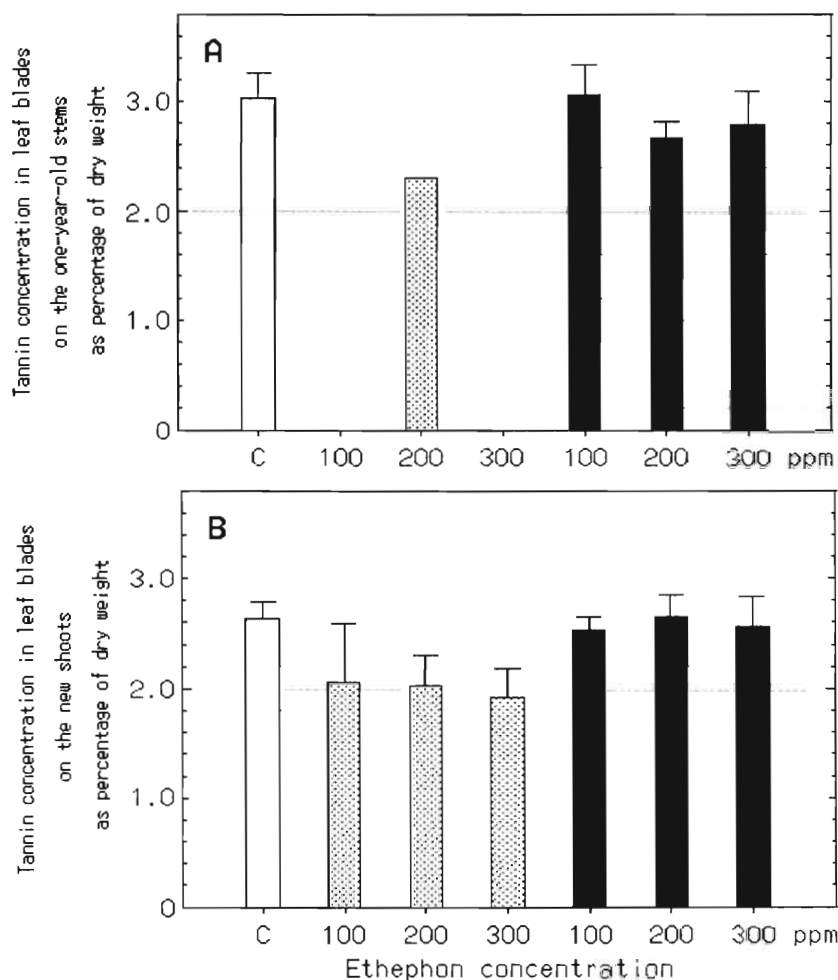 Tannin concentration in leaf blades
on the one-year-old stems
as percentage of dry weight
A
3.0
2.0
1.0
0
C 100 200 300 100 200 300 ppm
Tannin concentration in leaf blades
on the new shoots
as percentage of dry weight
B
3.0
2.0
1.0
0
C 100 200 300 100 200 300 ppm
Ethephon concentration